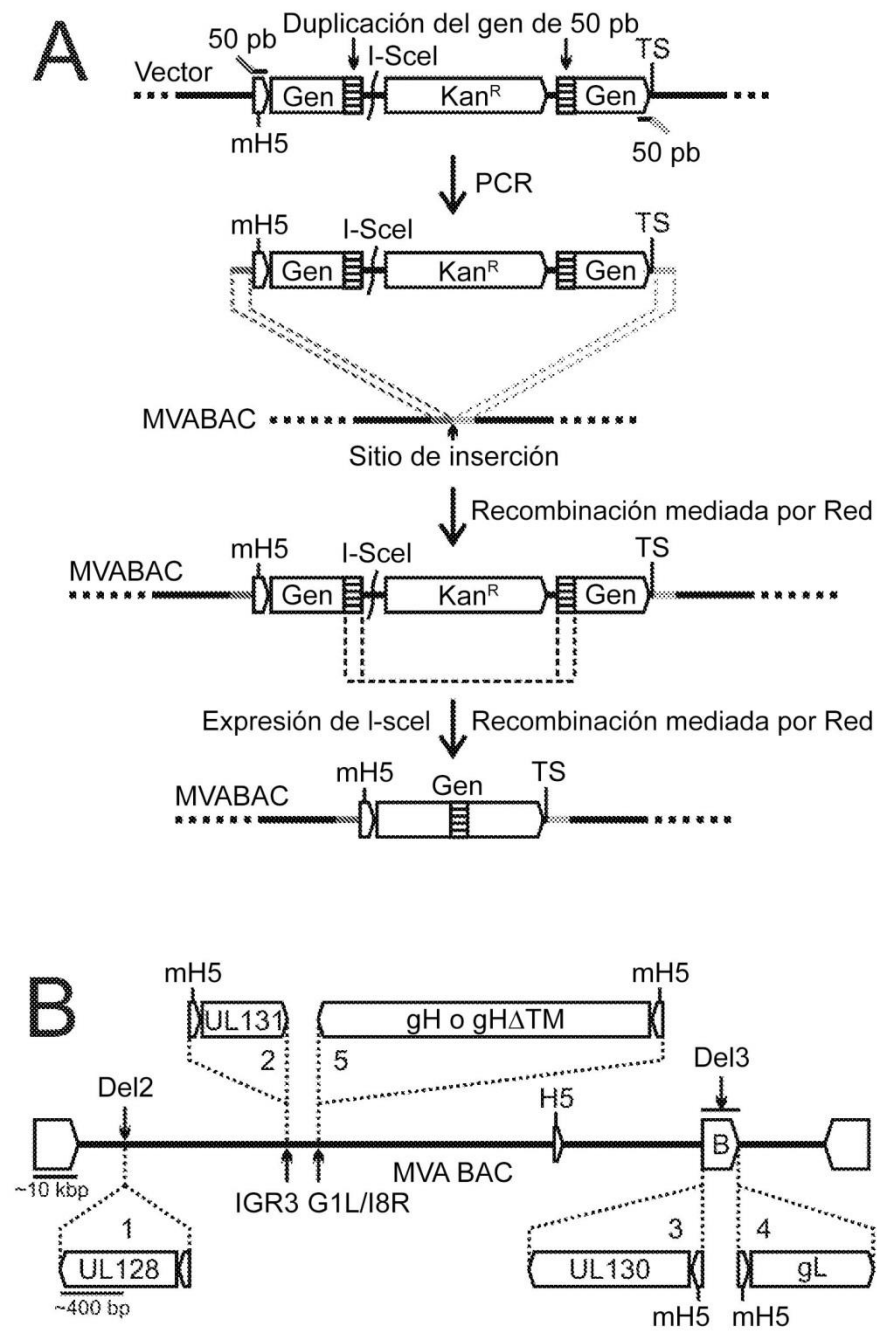 A
50 pb
Duplicación del gen de 50 pb
Vector
I-SceI
TS
Gen
Kan^R
Gen
mH5
50 pb
PCR
mH5
I-SceI
TS
Gen
Kan^R
Gen
MVABAC
Sitio de inserción
Recombinación mediada por Red
MVABAC
mH5
I-SceI
TS
Gen
Kan^R
Gen
Expresión de I-sceI
Recombinación mediada por Red
MVABAC
mH5
Gen
TS
B
mH5
mH5
UL131
gH o gHΔTM
2
5
Del2
H5
Del3
B
MVA BAC
~10 kbp
IGR3 G1L/I8R
1
3
4
UL128
UL130
gL
~400 bp
mH5
mH5